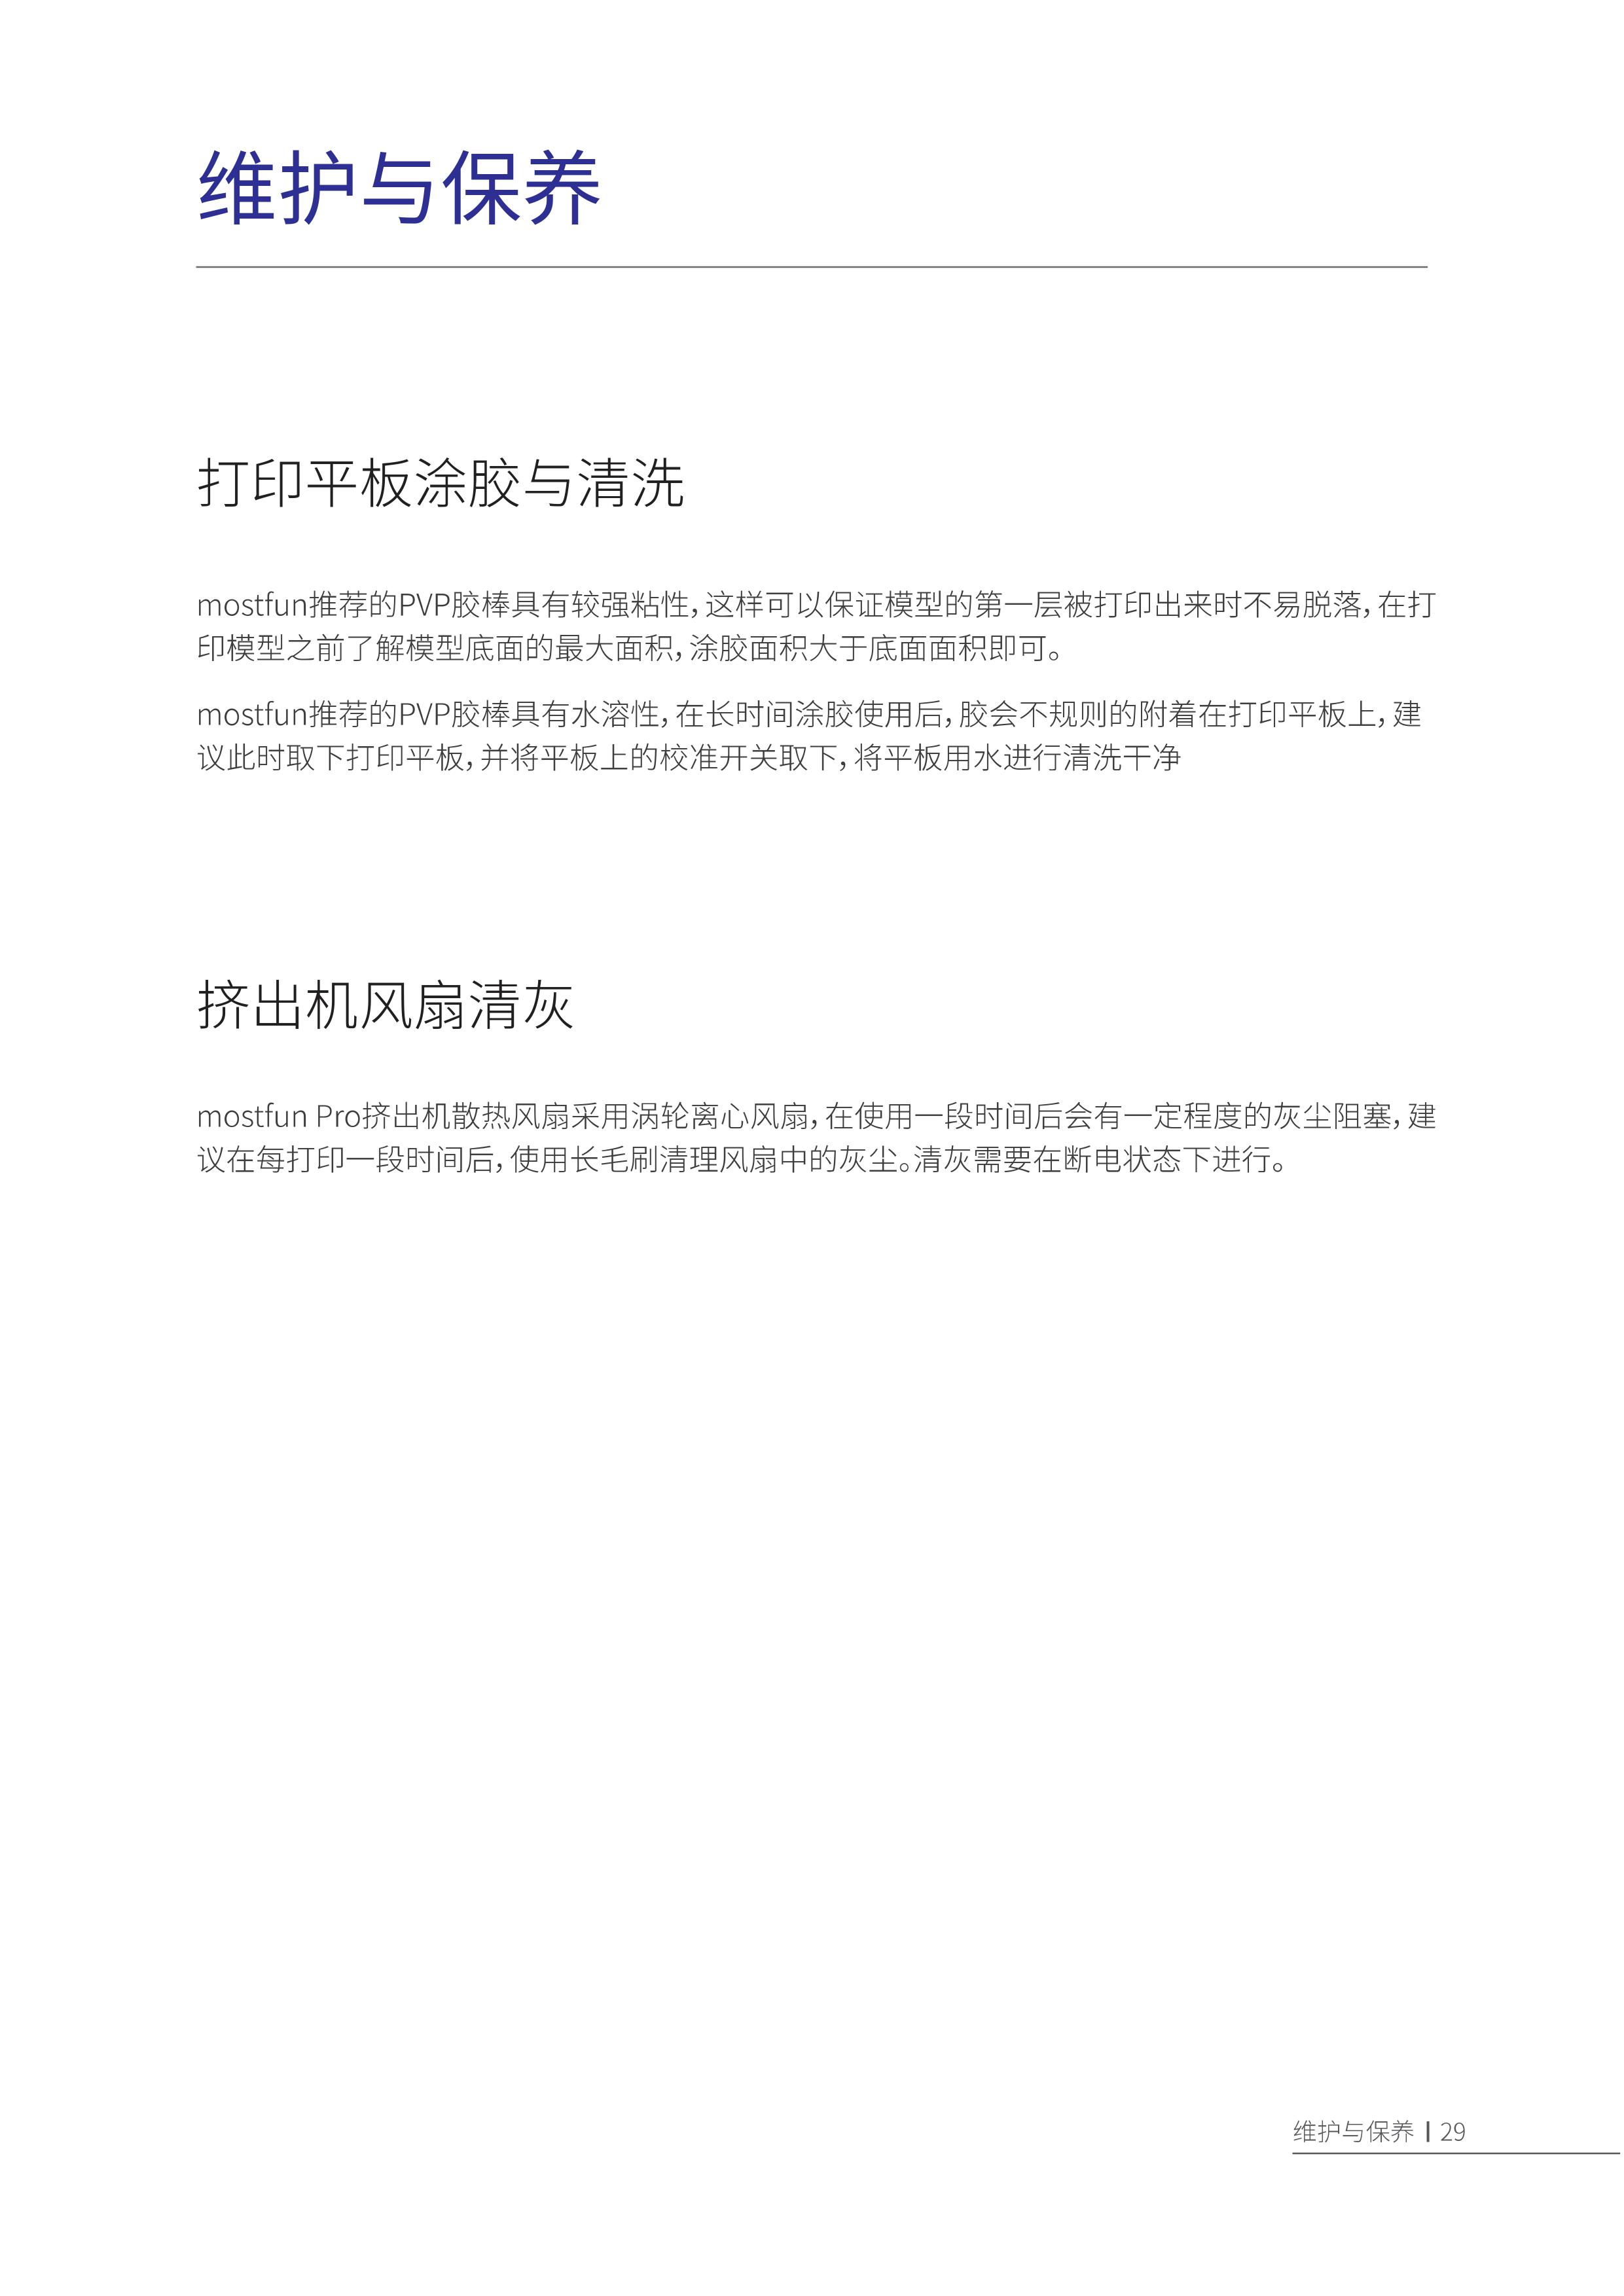 维护与保养
打印平板涂胶与清洗
mostfun推荐的PVP胶棒具有较强粘性，这样可以保证模型的第一层被打印出来时不易脱落，在打
印模型之前了解模型底面的最大面积，涂胶面积大于底面面积即可。
mostfun推荐的PVP胶棒具有水溶性，在长时间涂胶使用后，胶会不规则的附着在打印平板上，建
议此时取下打印平板，并将平板上的校准开关取下，将平板用水进行清洗干净
挤出机风扇清灰
mostfun Pro挤出机散热风扇采用涡轮离心风扇，在使用一段时间后会有一定程度的灰尘阻塞，建
议在每打印一段时间后，使用长毛刷清理风扇中的灰尘。清灰需要在断电状态下进行。
维护与保养 | 29